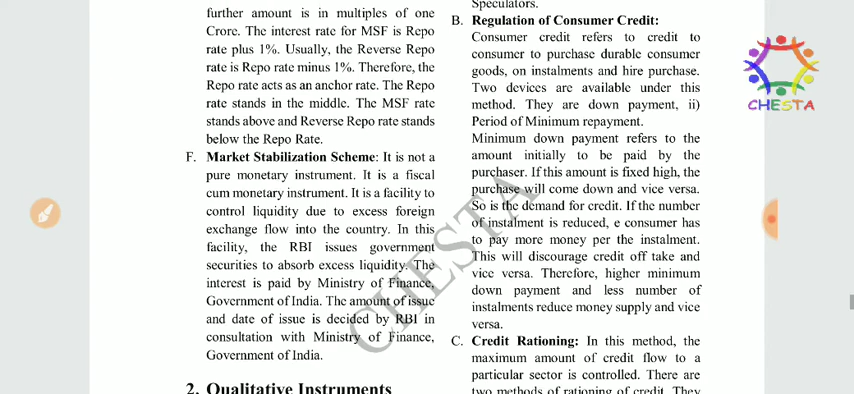 further amount is in multiples of one
Crore. The interest rate for MSF is Repo
rate plus 1%. Usually, the Reverse Repo
rate is Repo rate minus 1%. Therefore, the
Repo rate acts as an anchor rate. The Repo
rate stands in the middle. The MSF rate
stands above and Reverse Repo rate stands
below the Repo Rate.
F. Market Stabilization Scheme: It is not a
pure monetary instrument. It is a fiscal
cum monetary instrument. It is a facility to
control liquidity due to excess foreign
exchange flow into the country. In this
facility, the RBI issues government
securities to absorb excess liquidity. The
interest is paid by Ministry of Finance,
Government of India. The amount of issue
and date of issue is decided by RBI in
consultation with Ministry of Finance,
Government of India.
2. Qualitative Instruments
Speculators.
B. Regulation of Consumer Credit:
Consumer credit refers to credit to
consumer to purchase durable consumer
goods, on instalments and hire purchase.
Two devices are available under this
method. They are down payment, ii)
Period of Minimum repayment.
Minimum down payment refers to the
amount initially to be paid by the
purchaser. If this amount is fixed high, the
purchase will come down and vice versa.
So is the demand for credit. If the number
of instalment is reduced, e consumer has
to pay more money per the instalment.
This will discourage credit off take and
vice versa. Therefore, higher minimum
down payment and less number of
instalments reduce money supply and vice
versa.
C. Credit Rationing: In this method, the
maximum amount of credit flow to a
particular sector is controlled. There are
two methods of rationing of credit. They
CHESTA
CHESTA